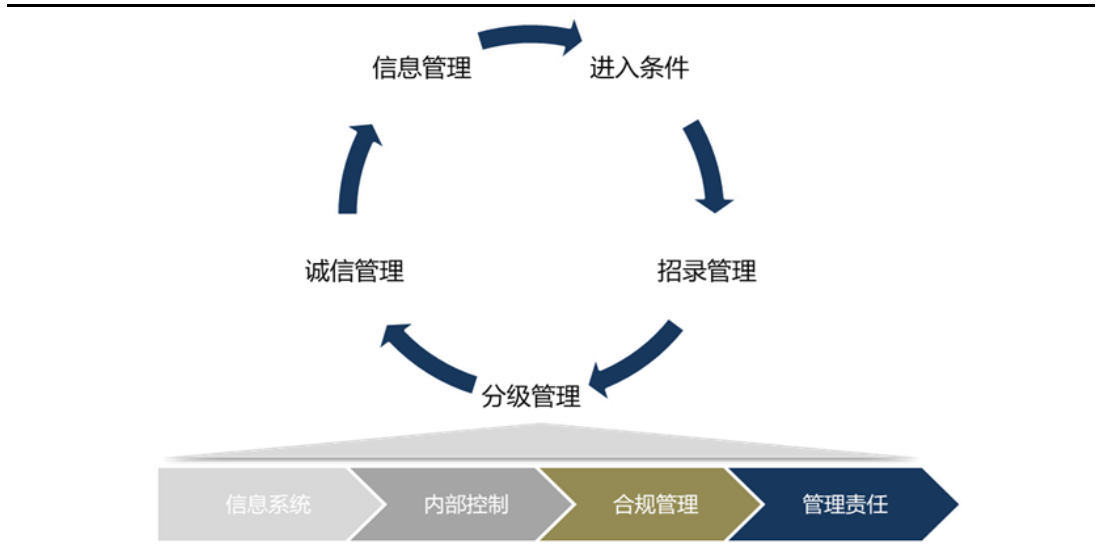 信息管理
进入条件
诚信管理
招录管理
分级管理
信息系统
内部控制
合规管理
管理责任